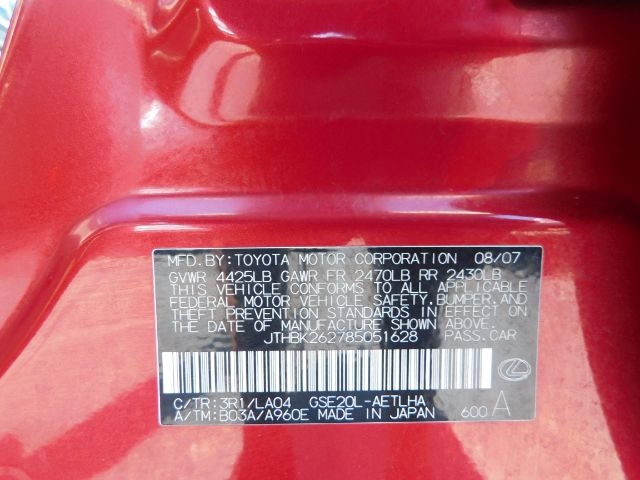 MFD.BY:TOYOTA MOTOR CORPORATION 08/07
GVWR 4425LB GAWR FR 2470LB RR 2430LB
THIS VEHICLE CONFORMS TO ALL APPLICABLE
FEDERAL MOTOR VEHICLE SAFETY,BUMPER,AND
THEFT PREVENTION STANDARDS IN EFFECT ON
THE DATE OF MANUFACTURE SHOWN ABOVE.
JTHBK262785051628 PASS.CAR
C/TR:3R1/LA04 GSE20L-AETLHA
A/TM:B03A/A960E MADE IN JAPAN 600 A